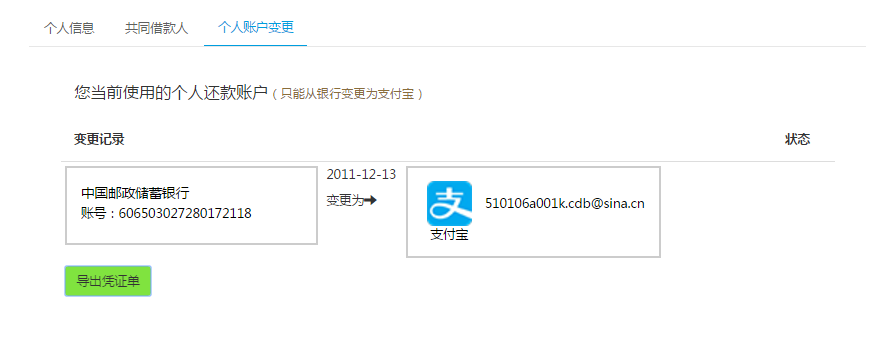 个人信息 共同借款人 个人账户变更
您当前使用的个人还款账户（只能从银行变更为支付宝）
变更记录 状态
中国邮政储蓄银行
账号：606503027280172118
2011-12-13
变更为
支
510106a001k.cdb@sina.cn
支付宝
导出凭证单